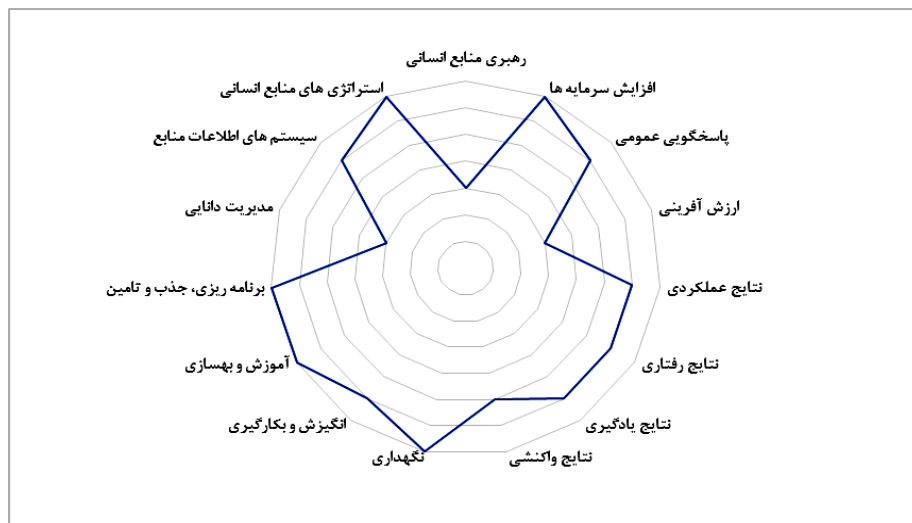 رهبری منابع انسانی
افزایش سرمایه ها
استراتژی های منابع انسانی
پاسخگویی عمومی
سیستم های اطلاعات منابع
ارزش آفرینی
مدیریت دانایی
نتایج عملکردی
برنامه ریزی، جذب و تامین
نتایج رفتاری
آموزش و بهسازی
نتایج یادگیری
انگیزش و بکارگیری
نتایج واکنشی
نگهداری